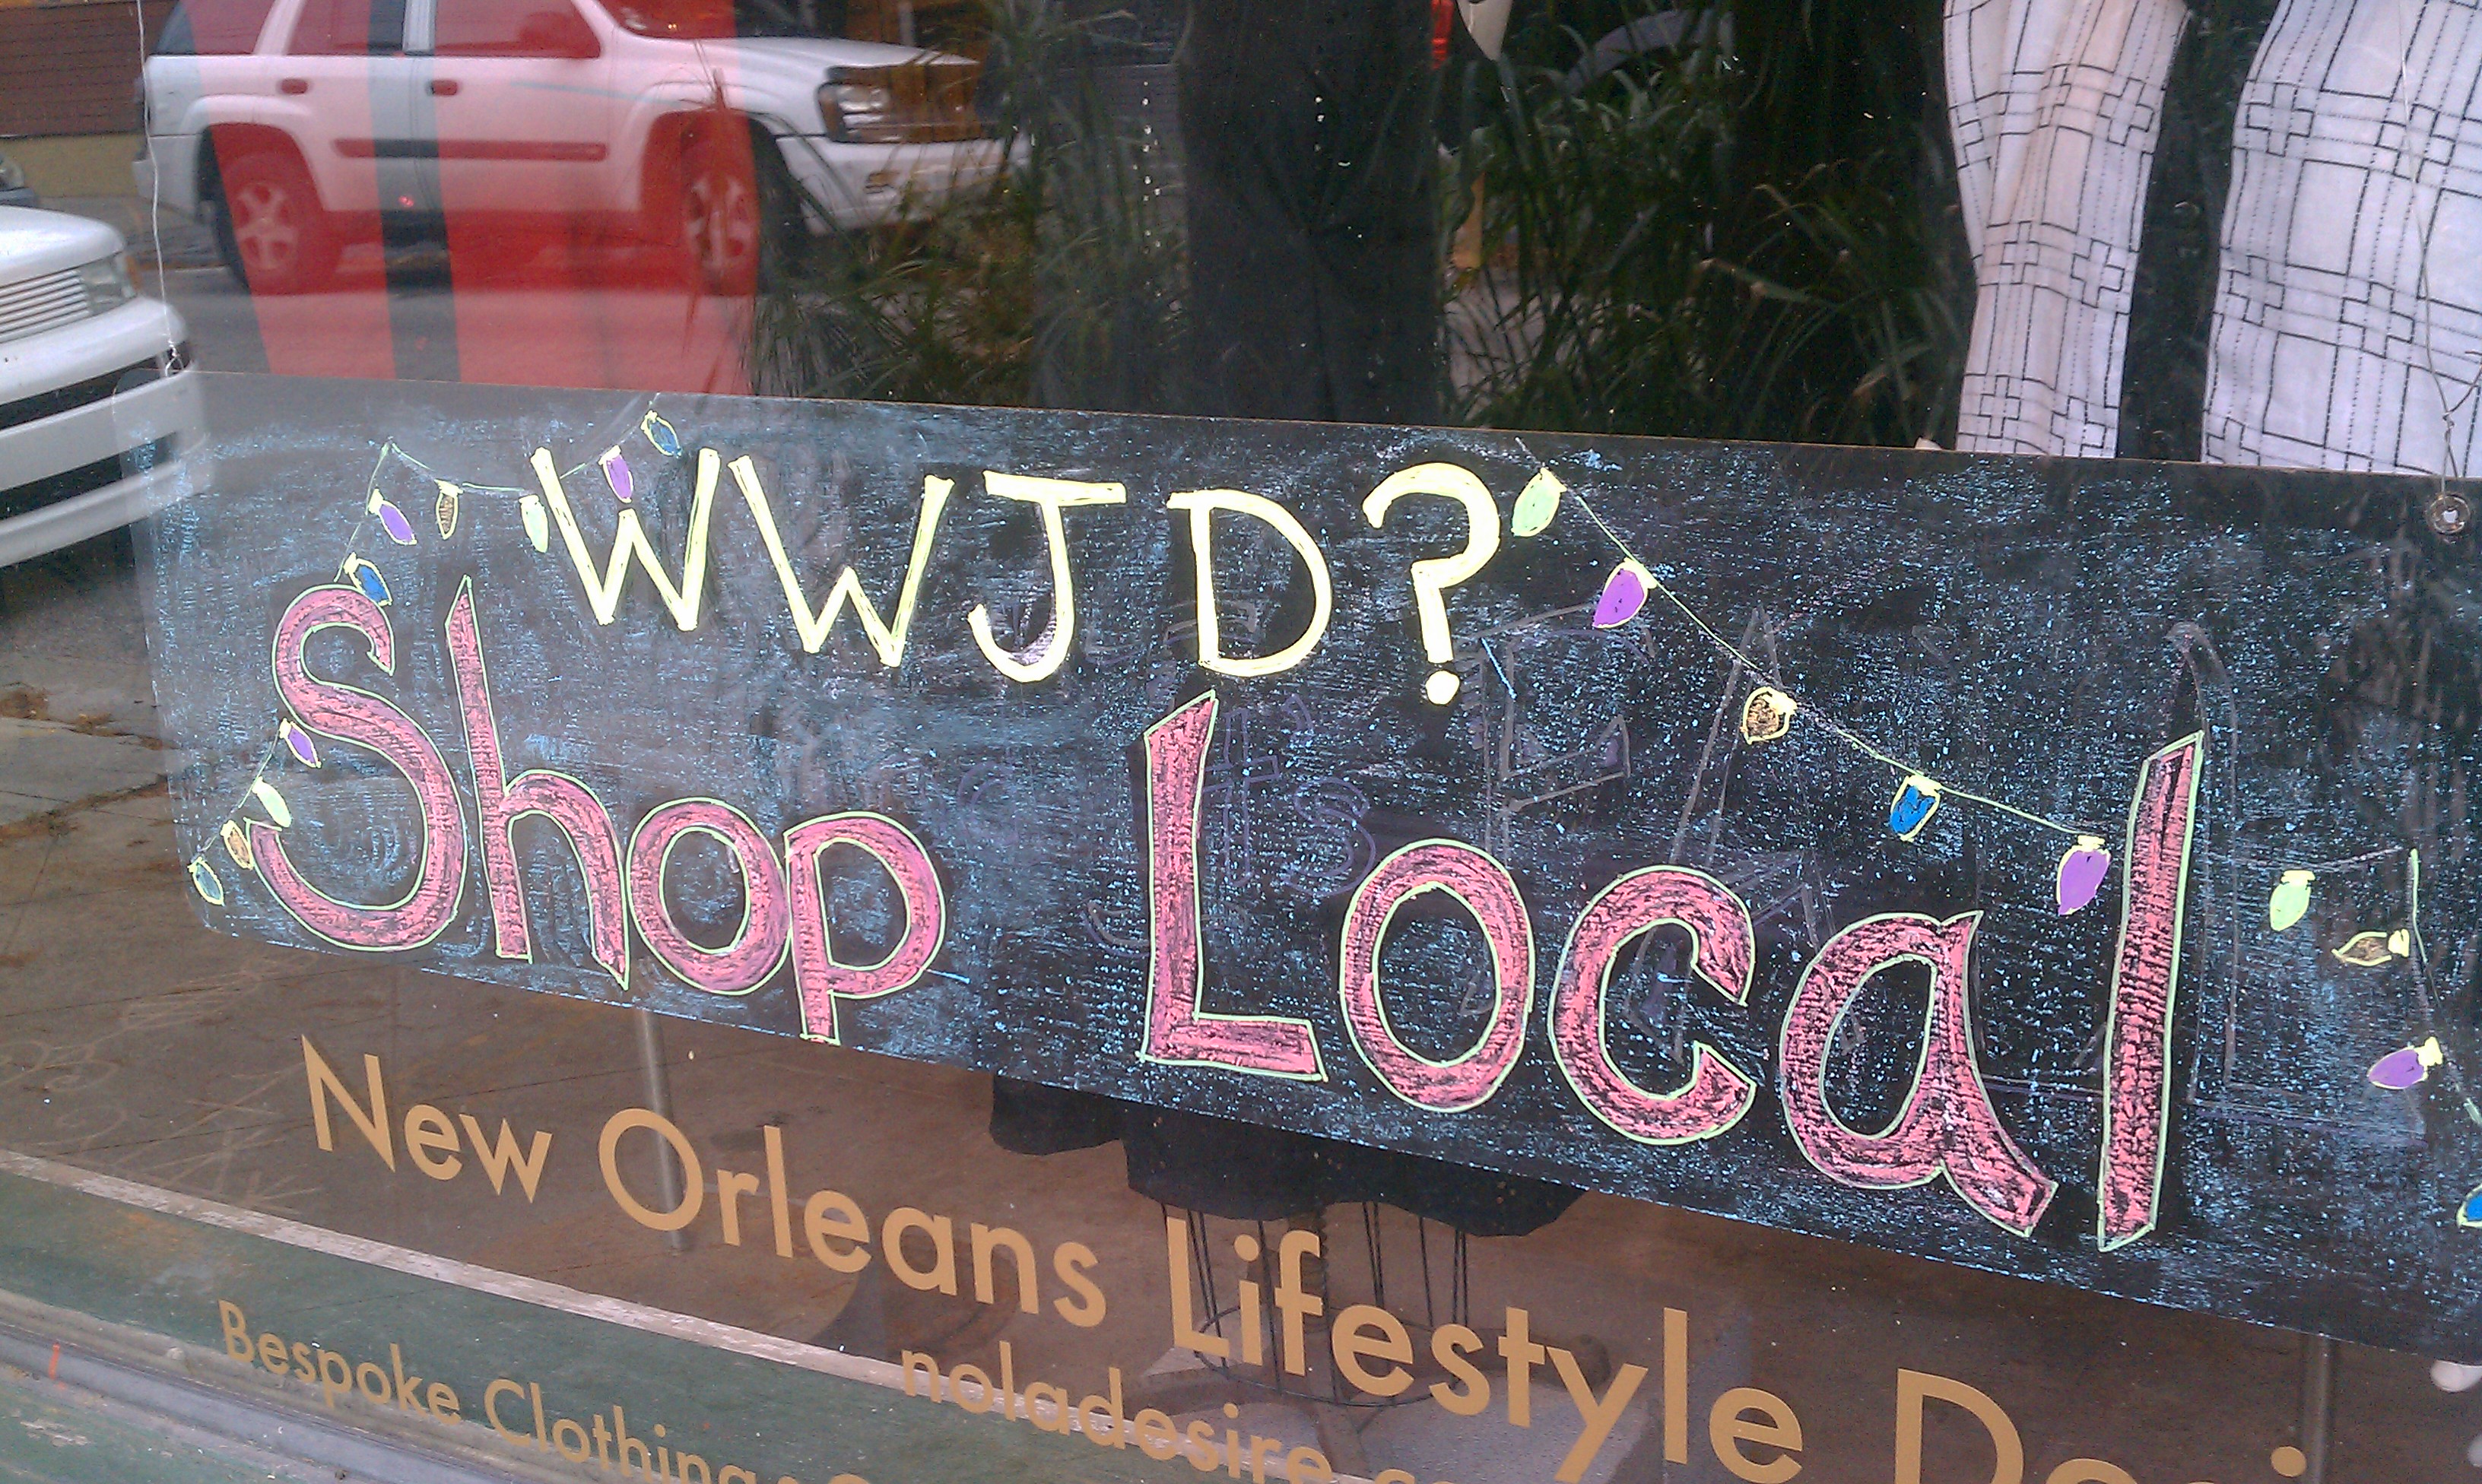 WWJD?
Shop Local
New Orleans Lifestyle
noladesire
Bespoke Clothing